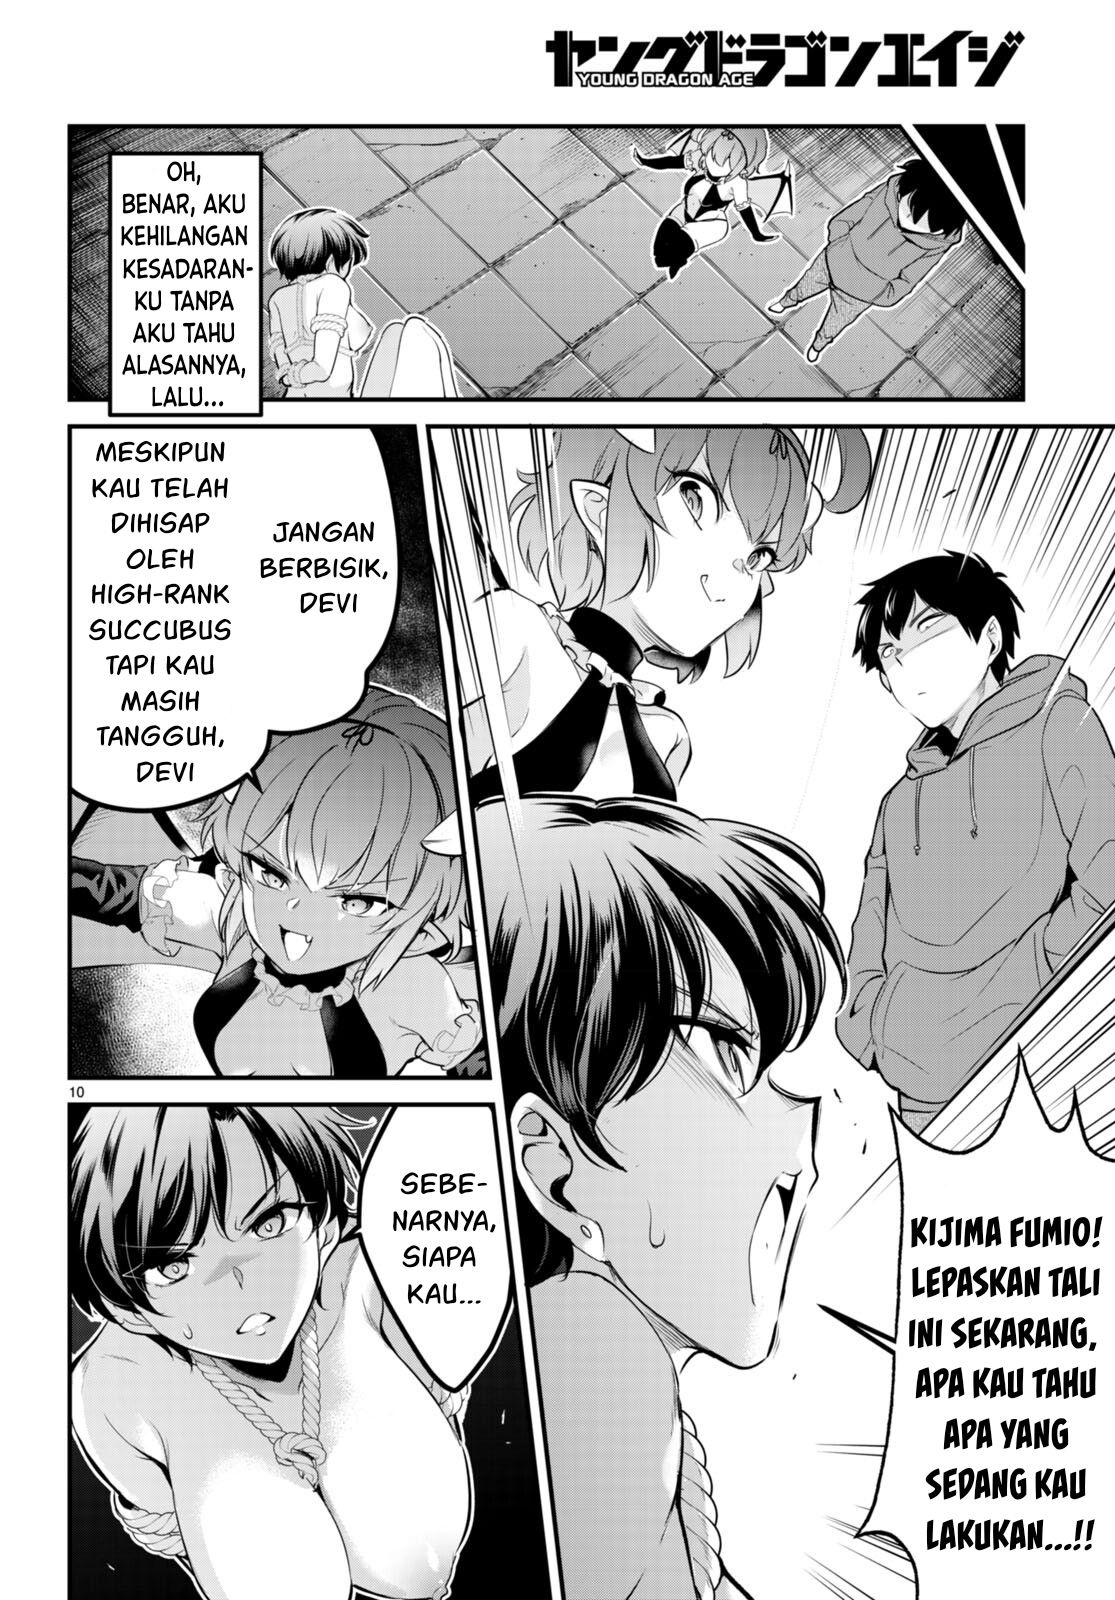 ヤングドラゴンエイジ
YOUNG DRAGON AGE
OH,
BENAR, AKU
KEHILANGAN
KESADARAN-
KU TANPA
AKU TAHU
ALASANNYA,
LALU...
KIJIMA FUMIO!
LEPASKAN TALI
INI SEKARANG,
APA KAU TAHU
APA YANG
SEDANG KAU
LAKUKAN...!!
JANGAN
BERBISIK,
DEVI
MESKIPUN
KAU TELAH
DIHISAP
OLEH
HIGH-RANK
SUCCUBUS
TAPI KAU
MASIH
TANGGUH,
DEVI
10
SEBE-
NARNYA,
SIAPA
KAU...